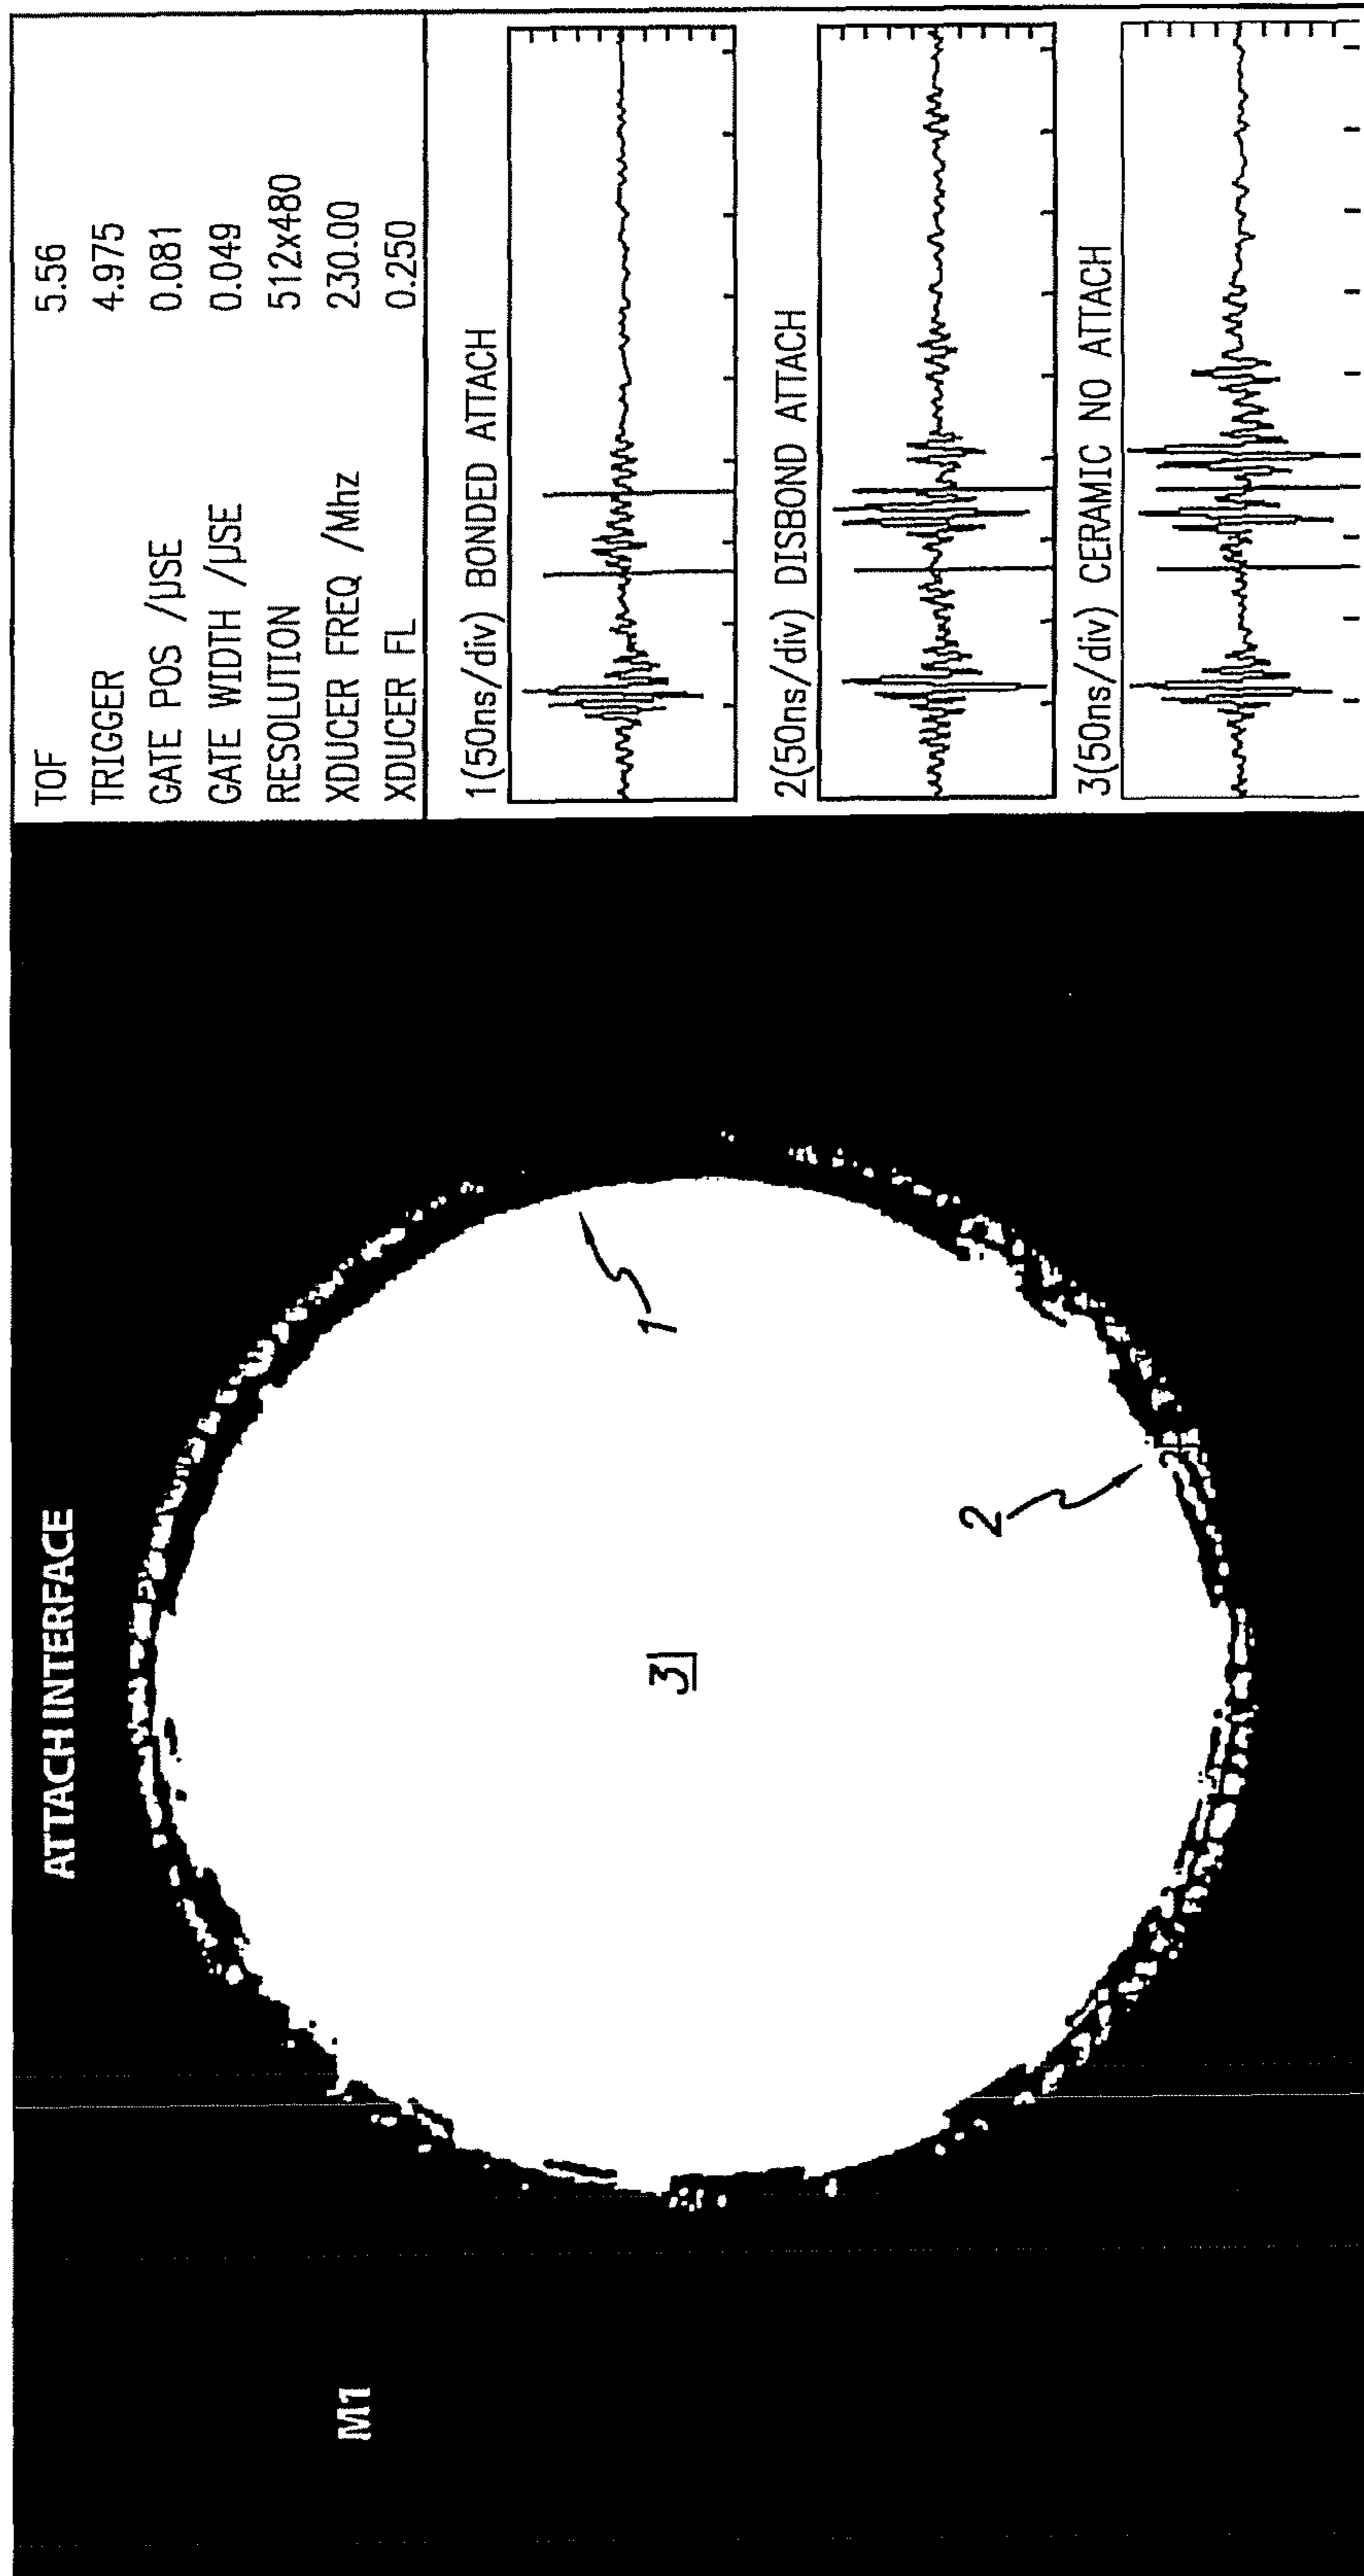 ATTACH INTERFACE
M1
1
2
3
2
TOF 5.56
TRIGGER 4.975
GATE POS /µSE 0.081
GATE WIDTH /µSE 0.049
RESOLUTION 512x480
XDUCER FREQ /Mhz 230.00
XDUCER FL 0.250
1(50ns/div) BONDED ATTACH
2(50ns/div) DISBOND ATTACH
3(50ns/div) CERAMIC NO ATTACH